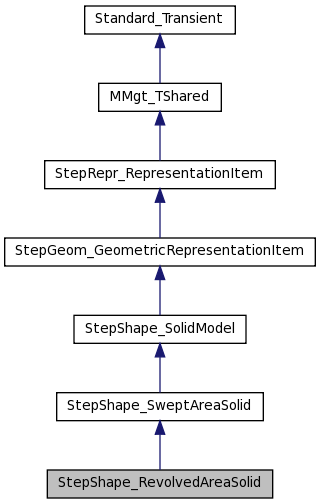 Standard_Transient
MMgt_TShared
StepRepr_RepresentationItem
StepGeom_GeometricRepresentationItem
StepShape_SolidModel
StepShape_SweptAreaSolid
StepShape_RevolvedAreaSolid